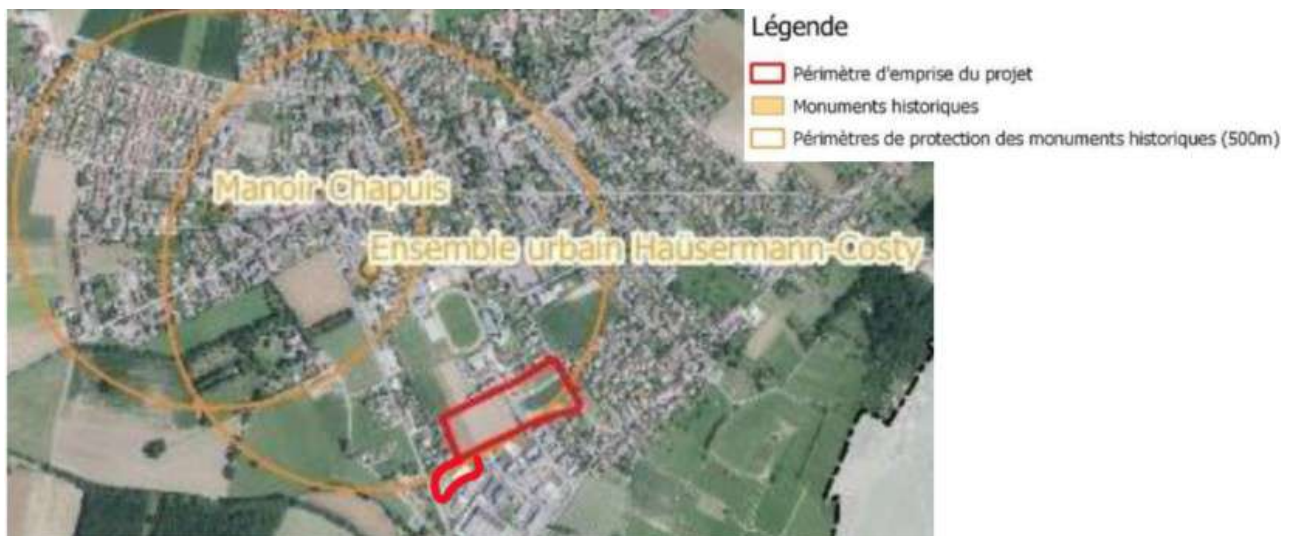 Légende
Périmètre d'emprise du projet
Monuments historiques
Périmètres de protection des monuments historiques (500m)
Manoir Chapuis
Ensemble urbain Haüsermann-Costy